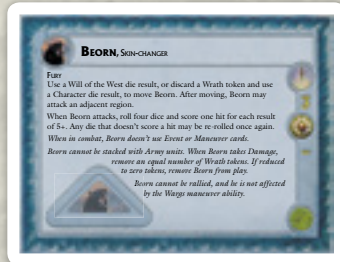 BEORN, SKIN-CHANGER
FURY
Use a Will of the West die result, or discard a Wrath token and use
a Character die result, to move Beorn. After moving, Beorn may
attack an adjacent region.
When Beorn attacks, roll four dice and score one hit for each result
of 5+. Any die that doesn't score a hit may be re-rolled once again.
When in combat, Beorn doesn't use Event or Maneuver cards.
Beorn cannot be stacked with Army units. When Beorn takes Damage,
remove an equal number of Wrath tokens. If reduced
to zero tokens, remove Beorn from play.
Beorn cannot be rallied, and he is not affected
by the Wargs maneuver ability.